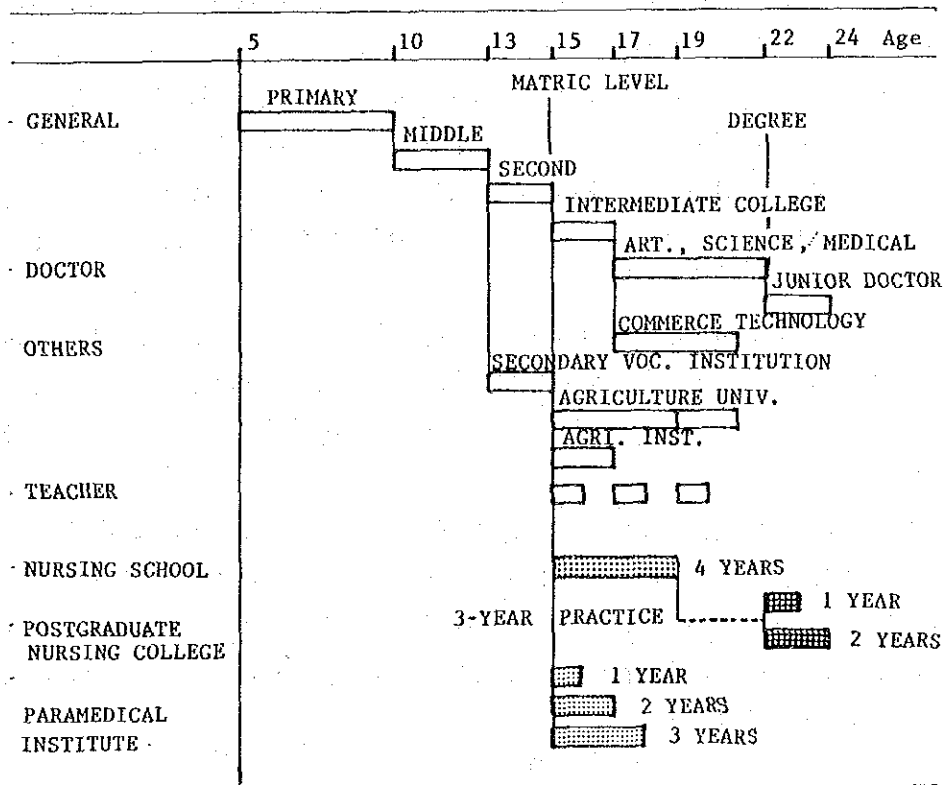 5 10 13 15 17 19 22 24 Age
MATRIC LEVEL
PRIMARY
· GENERAL
DEGREE
MIDDLE
SECOND
INTERMEDIATE COLLEGE
ART., SCIENCE, MEDICAL
· DOCTOR
JUNIOR DOCTOR
COMMERCE TECHNOLOGY
OTHERS
SECONDARY VOC. INSTITUTION
AGRICULTURE UNIV.
AGRI. INST.
· TEACHER
· NURSING SCHOOL
4 YEARS
1 YEAR
3-YEAR PRACTICE
· POSTGRADUATE
NURSING COLLEGE
2 YEARS
1 YEAR
2 YEARS
PARAMEDICAL
INSTITUTE ·
3 YEARS